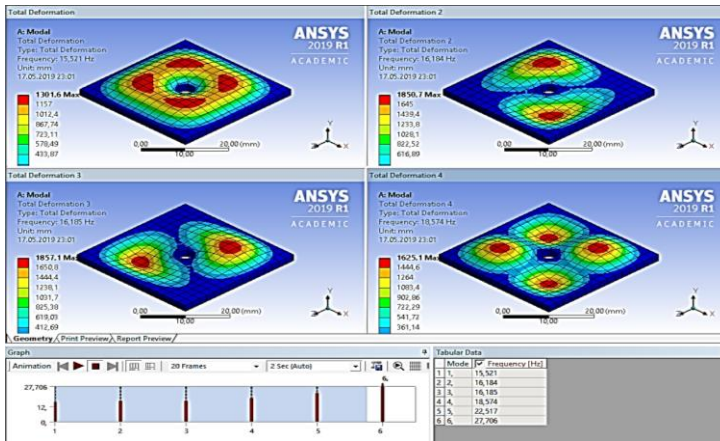 Total Deformation
A: Modal
Total Deformation
Type: Total Deformation
Frequency: 15,521 Hz
Unit: mm
17.05.2019 23:01
1301,6 Max
1157
1012,4
867,74
723,11
578,49
433,87
ANSYS
2019 R1
ACADEMIC
0,00 20,00 (mm)
10,00
Y
Z X
Total Deformation 2
A: Modal
Total Deformation 2
Type: Total Deformation
Frequency: 16,184 Hz
Unit: mm
17.05.2019 23:01
1850,7 Max
1645
1439,4
1233,8
1028,1
822,52
616,89
ANSYS
2019 R1
ACADEMIC
0,00 20,00 (mm)
10,00
Y
Z X
Total Deformation 3
A: Modal
Total Deformation 3
Type: Total Deformation
Frequency: 16,185 Hz
Unit: mm
17.05.2019 23:01
1857,1 Max
1650,8
1444,4
1238,1
1031,7
825,38
619,03
412,69
ANSYS
2019 R1
ACADEMIC
0,00 20,00 (mm)
10,00
Y
Z X
Total Deformation 4
A: Modal
Total Deformation 4
Type: Total Deformation
Frequency: 18,574 Hz
Unit: mm
17.05.2019 23:01
1625,1 Max
1444,6
1264
1083,4
902,86
722,29
541,72
361,14
ANSYS
2019 R1
ACADEMIC
0,00 20,00 (mm)
10,00
Y
Z X
Geometry Print Preview Report Preview
Graph
Animation 20 Frames 2 Sec (Auto)
6,
27,706
12,
0,
1 2 3 4 5 6
Tabular Data
Mode Frequency [Hz]
1 1, 15,521
2 2, 16,184
3 3, 16,185
4 4, 18,574
5 5, 22,517
6 6, 27,706